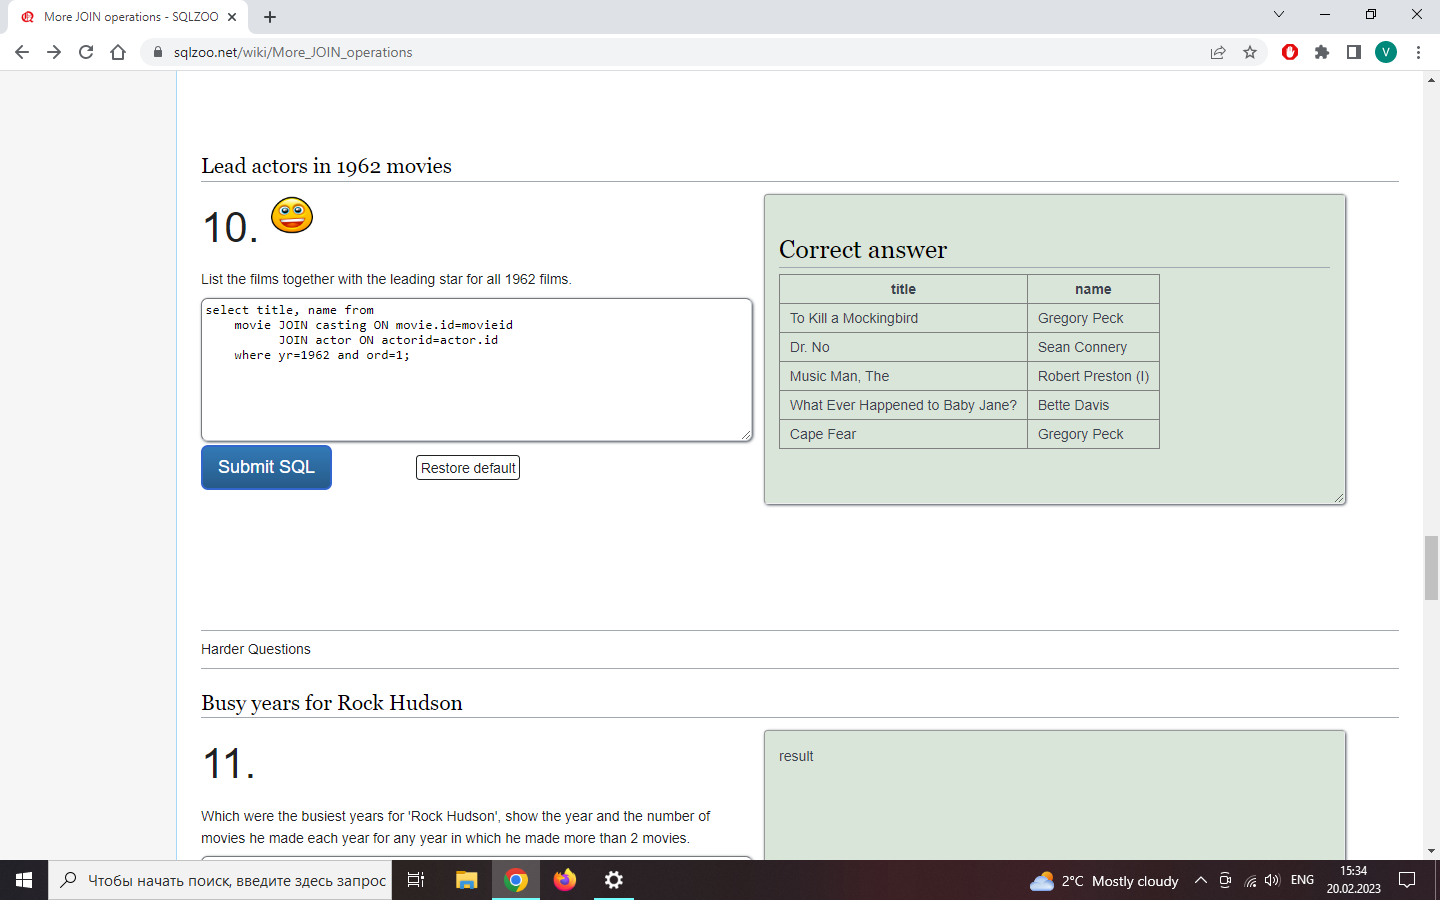 More JOIN operations - SQLZOO
sqlzoo.net/wiki/More_JOIN_operations
V
Lead actors in 1962 movies
10.
List the films together with the leading star for all 1962 films.
select title, name from
movie JOIN casting ON movie.id=movieid
JOIN actor ON actorid=actor.id
where yr=1962 and ord=1;
Submit SQL
Restore default
Correct answer
title name
To Kill a Mockingbird Gregory Peck
Dr. No Sean Connery
Music Man, The Robert Preston (I)
What Ever Happened to Baby Jane? Bette Davis
Cape Fear Gregory Peck
Harder Questions
Busy years for Rock Hudson
11.
Which were the busiest years for 'Rock Hudson', show the year and the number of
movies he made each year for any year in which he made more than 2 movies.
result
Чтобы начать поиск, введите здесь запрос
2°C Mostly cloudy
ENG
15:34
20.02.2023